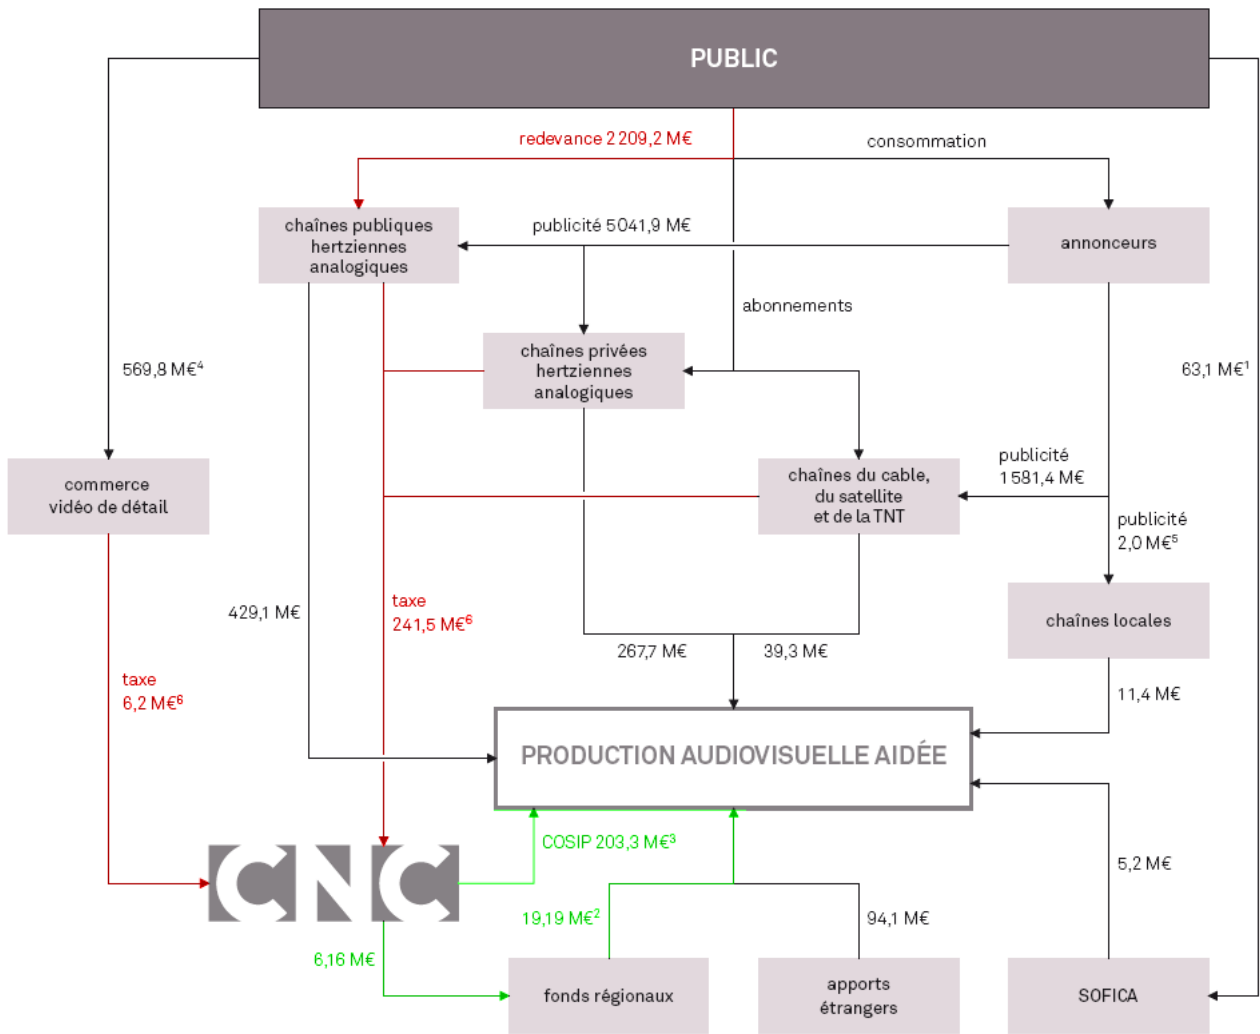 PUBLIC
redevance 2 209,2 M€
consommation
chaînes publiques
hertziennes
analogiques
publicité 5 041,9 M€
annonceurs
abonnements
chaînes privées
hertziennes
analogiques
569,8 M€⁴
63,1 M€¹
commerce
vidéo de détail
chaînes du cable,
du satellite
et de la TNT
publicité
1 581,4 M€
publicité
2,0 M€⁵
429,1 M€
taxe
241,5 M€⁶
chaînes locales
267,7 M€
39,3 M€
taxe
6,2 M€⁶
11,4 M€
PRODUCTION AUDIOVISUELLE AIDÉE
COSIP 203,3 M€³
CNC
5,2 M€
19,19 M€²
94,1 M€
6,16 M€
fonds régionaux
apports
étrangers
SOFICA